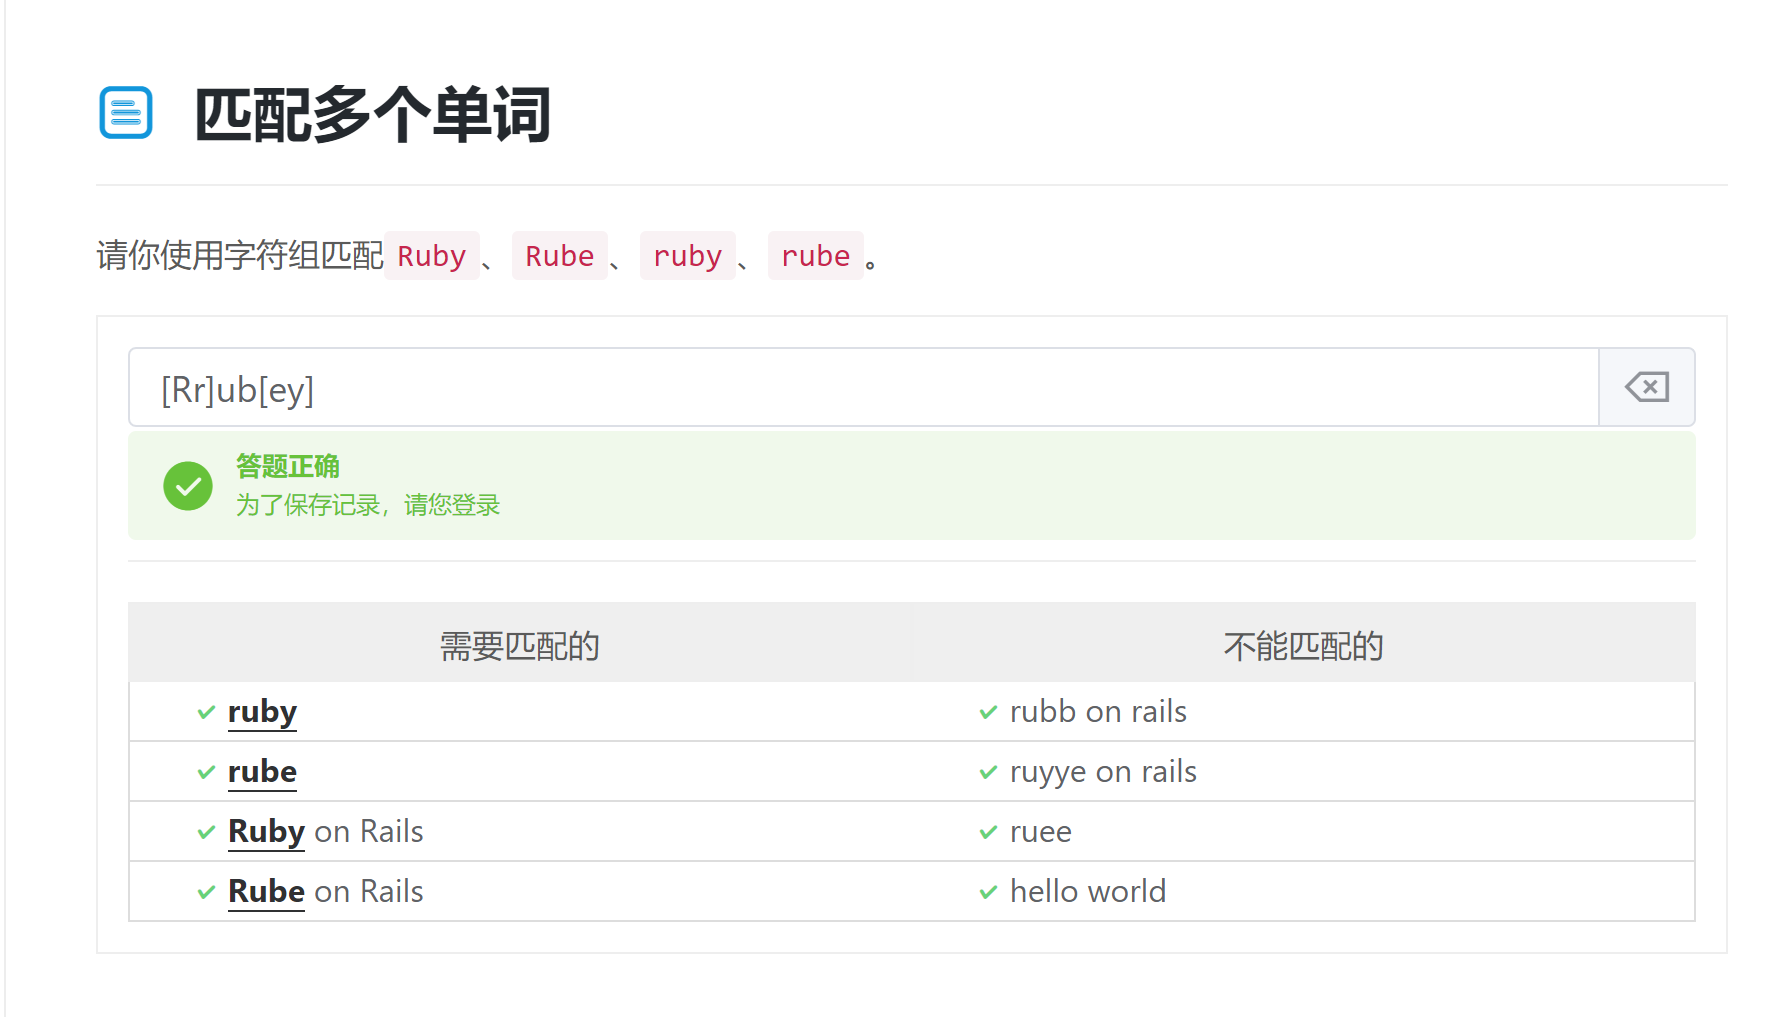 匹配多个单词
请你使用字符组匹配 Ruby 、 Rube 、 ruby 、 rube 。
[Rr]ub[ey]
答题正确
为了保存记录，请您登录
需要匹配的 不能匹配的
ruby rubb on rails
rube ruyye on rails
Ruby on Rails ruee
Rube on Rails hello world